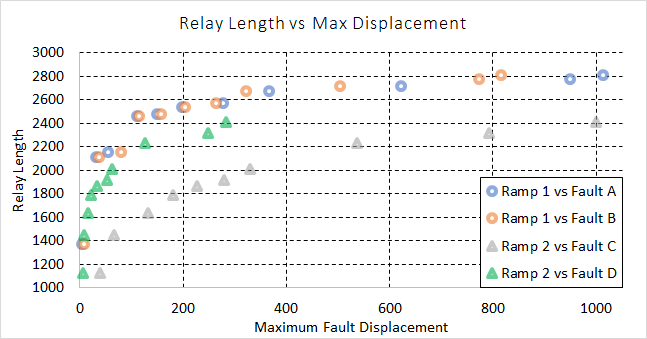 Relay Length vs Max Displacement
3000
2800
2600
2400
2200
2000
1800
1600
1400
1200
1000
Relay Length
Ramp 1 vs Fault A
Ramp 1 vs Fault B
Ramp 2 vs Fault C
Ramp 2 vs Fault D
0 200 400 600 800 1000
Maximum Fault Displacement